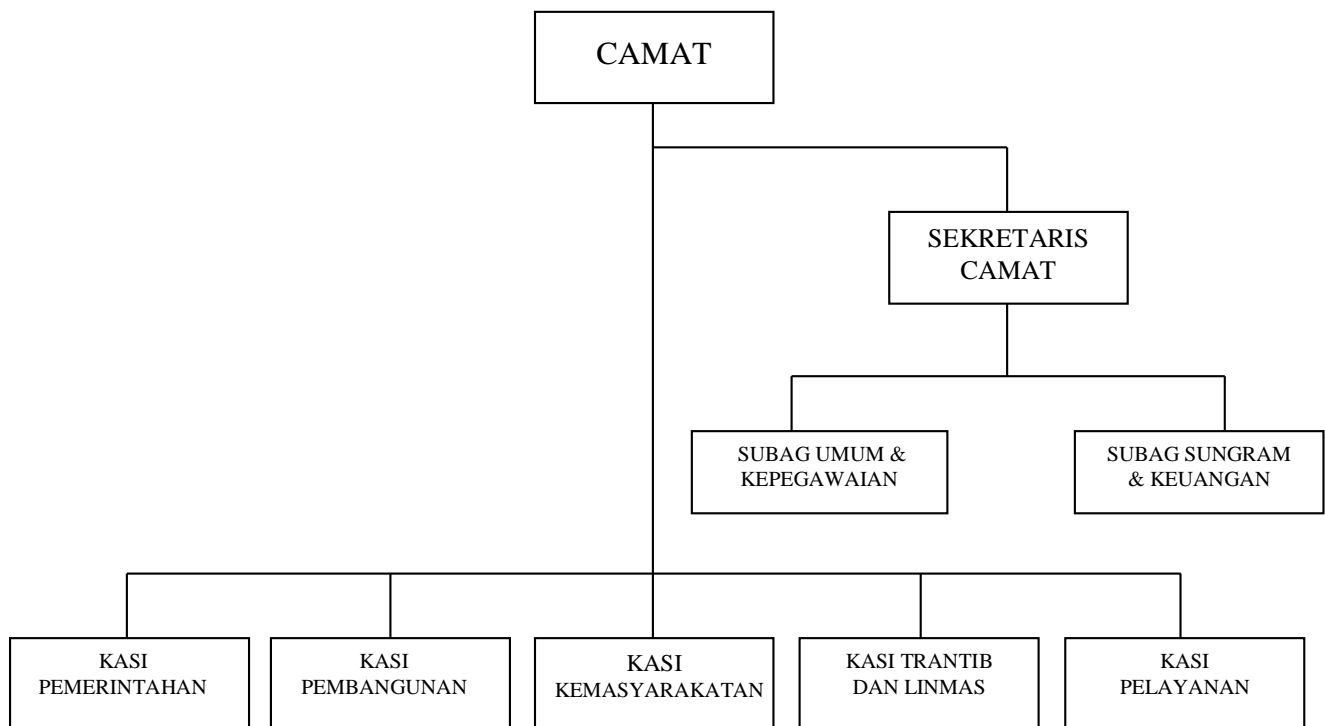 CAMAT
SEKRETARIS
CAMAT
SUBAG UMUM &
KEPEGAWAIAN
SUBAG SUNGRAM
& KEUANGAN
KASI
PEMERINTAHAN
KASI
PEMBANGUNAN
KASI
KEMASYARAKATAN
KASI TRANTIB
DAN LINMAS
KASI
PELAYANAN